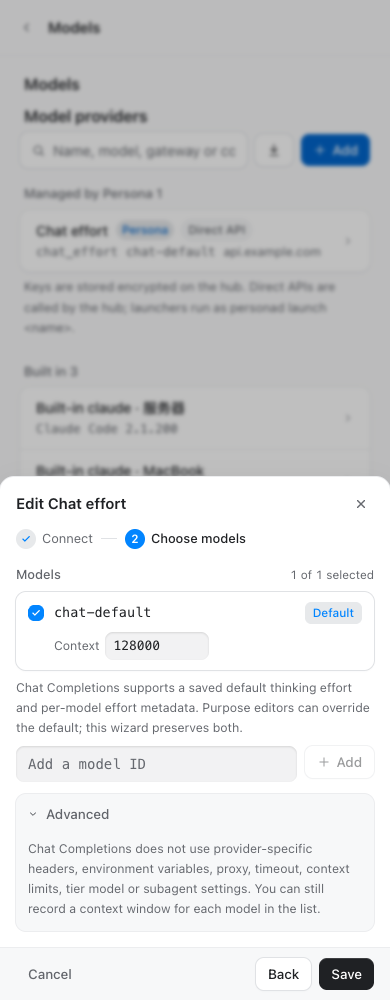 Models
Models
Model providers
Name, model, gateway or cc
Add
Managed by Persona 1
Chat effort Persona Direct API
chat_effort chat-default api.example.com
Keys are stored encrypted on the hub. Direct APIs are
called by the hub; launchers run as personad launch
<name>.
Built in 3
Built-in claude · 服务器
Claude Code 2.1.200
Built-in claude · MacBook
Edit Chat effort
Connect
2 Choose models
Models 1 of 1 selected
chat-default Default
Context 128000
Chat Completions supports a saved default thinking effort
and per-model effort metadata. Purpose editors can override
the default; this wizard preserves both.
Add a model ID
Add
Advanced
Chat Completions does not use provider-specific
headers, environment variables, proxy, timeout, context
limits, tier model or subagent settings. You can still
record a context window for each model in the list.
Cancel Back Save